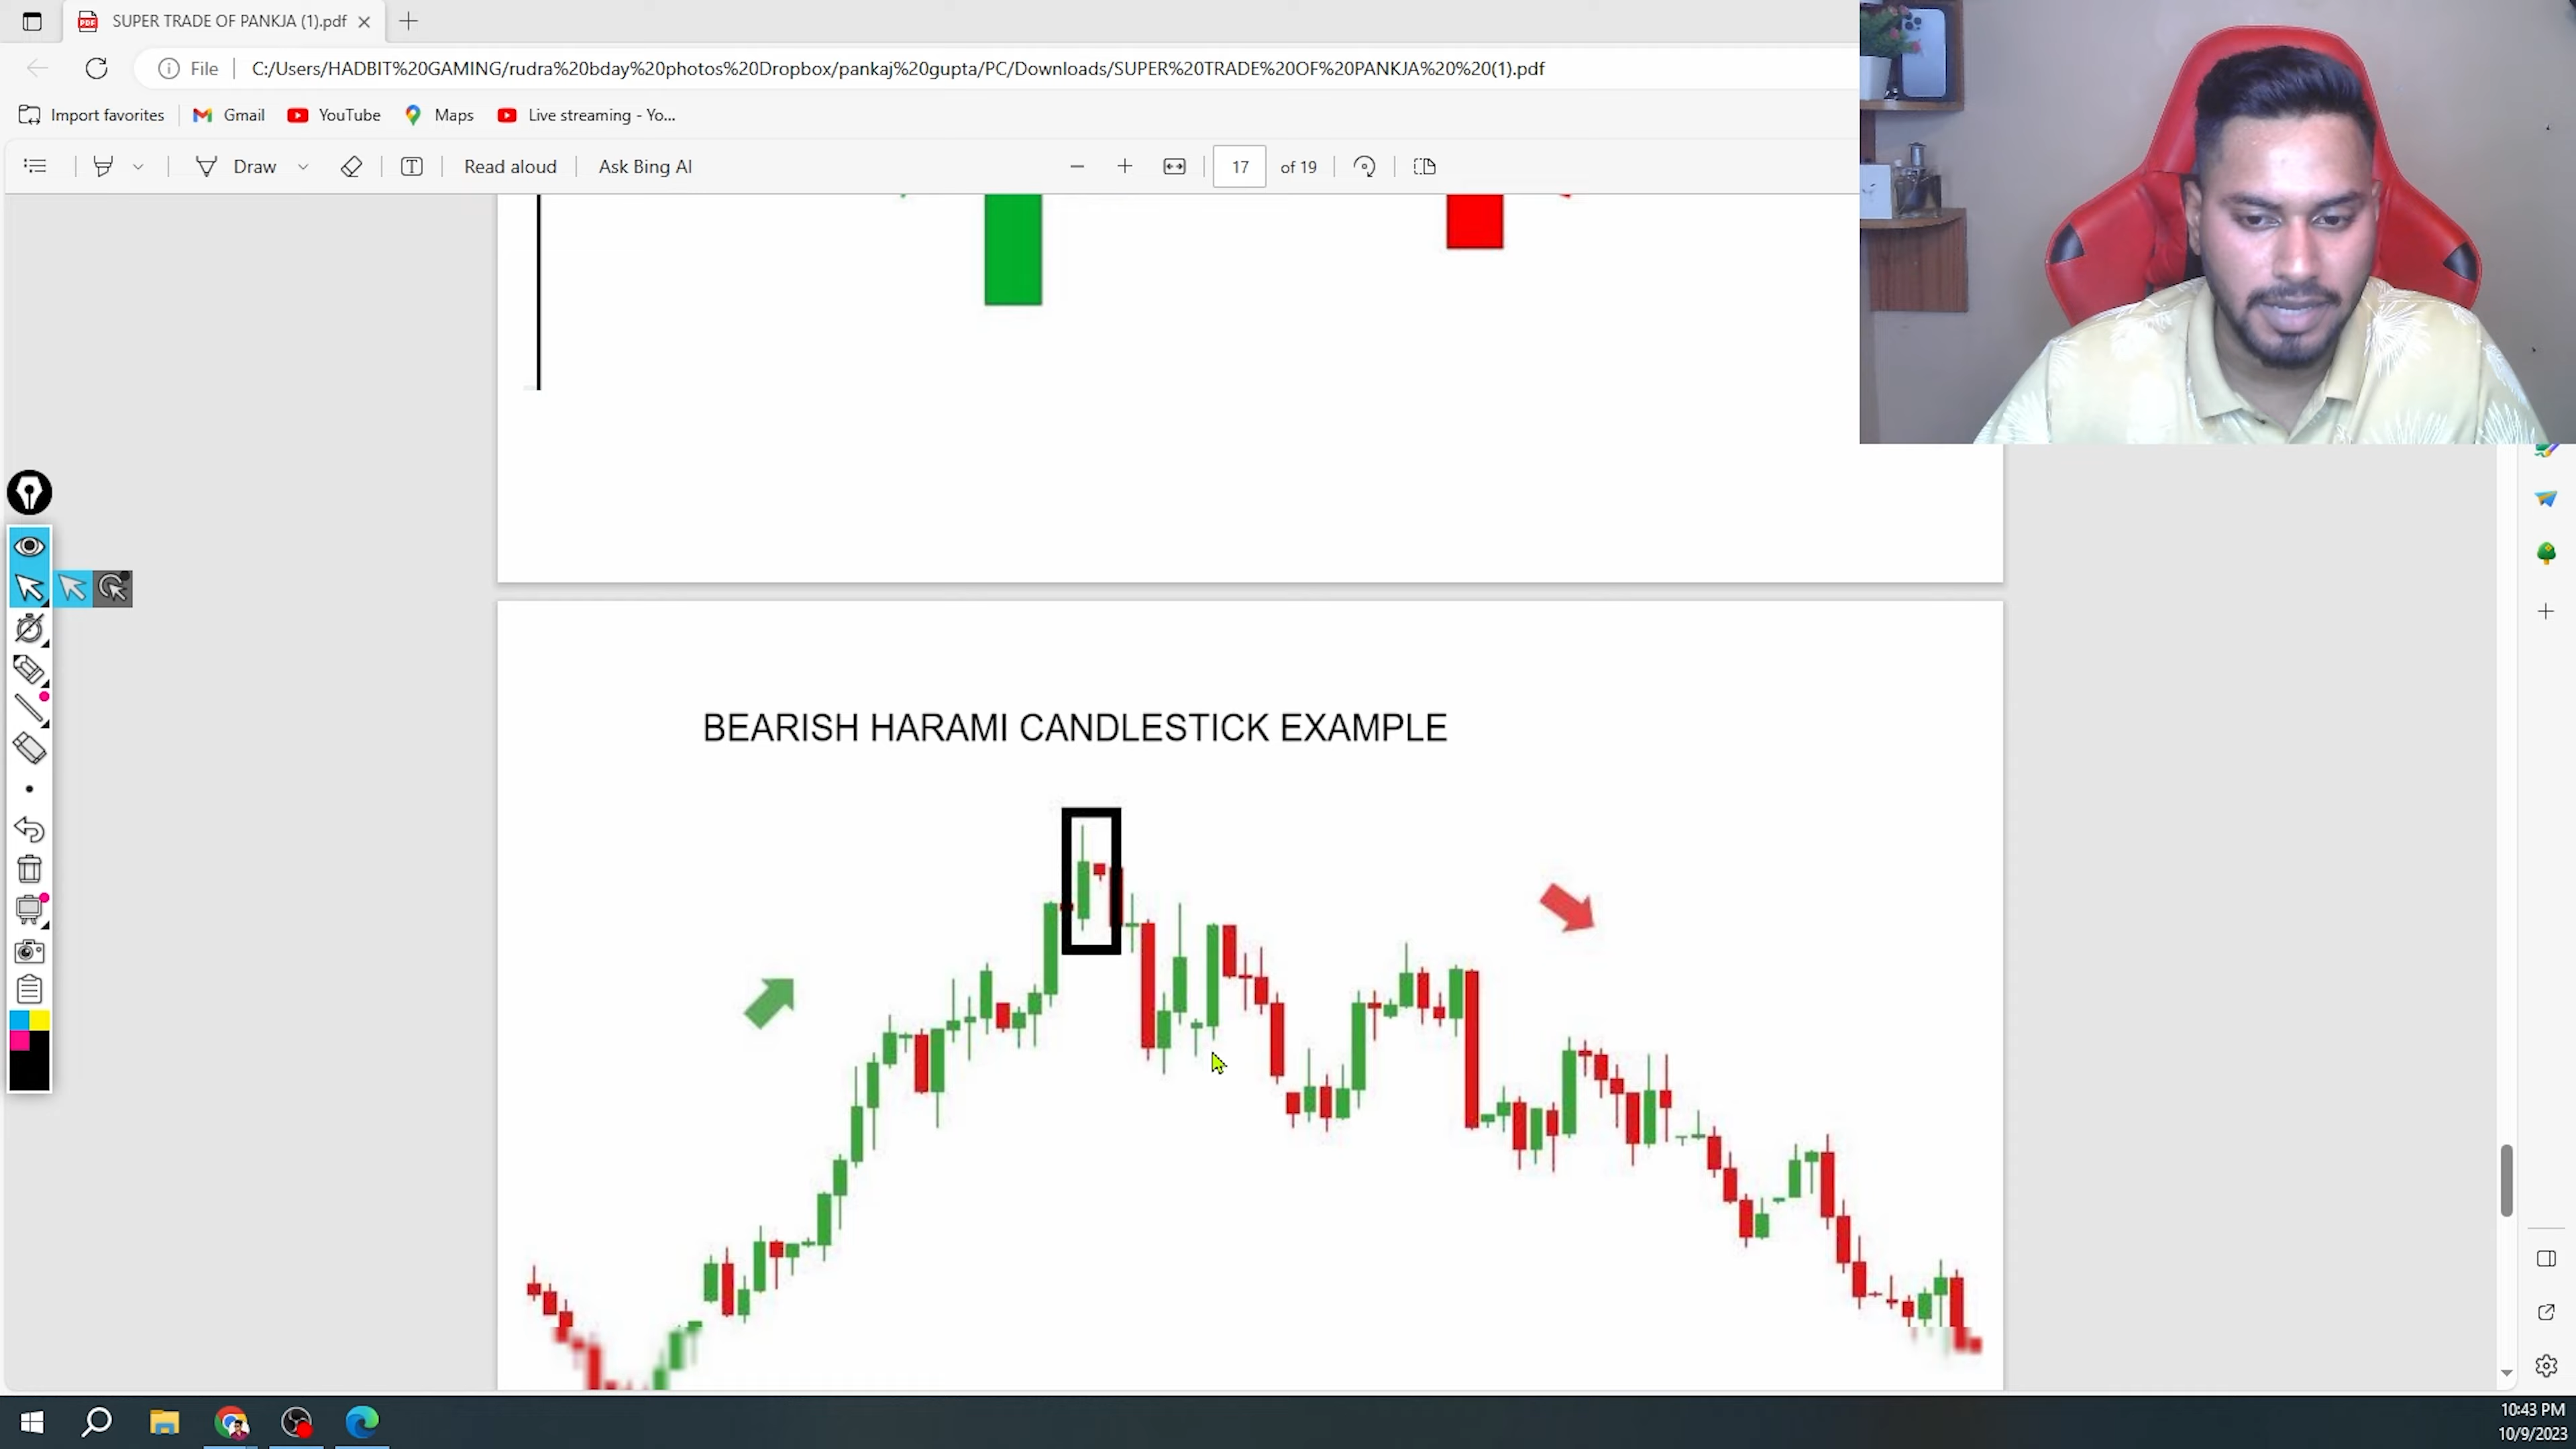 SUPER TRADE OF PANKJA (1).pdf
File C:/Users/HADBIT%20GAMING/rudra%20bday%20photos%20Dropbox/pankaj%20gupta/PC/Downloads/SUPER%20TRADE%20OF%20PANKJA%20%20(1).pdf
Import favorites Gmail YouTube Maps Live streaming - Yo...
Draw Read aloud Ask Bing AI 17 of 19
BEARISH HARAMI CANDLESTICK EXAMPLE
10:43 PM
10/9/2023